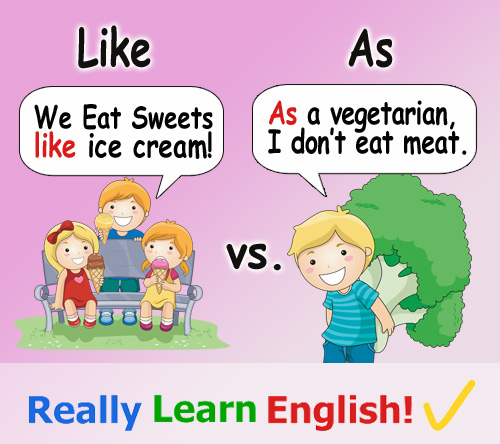 Like
As
We Eat Sweets
like ice cream!
As a vegetarian,
I don't eat meat.
vs.
Really Learn English!